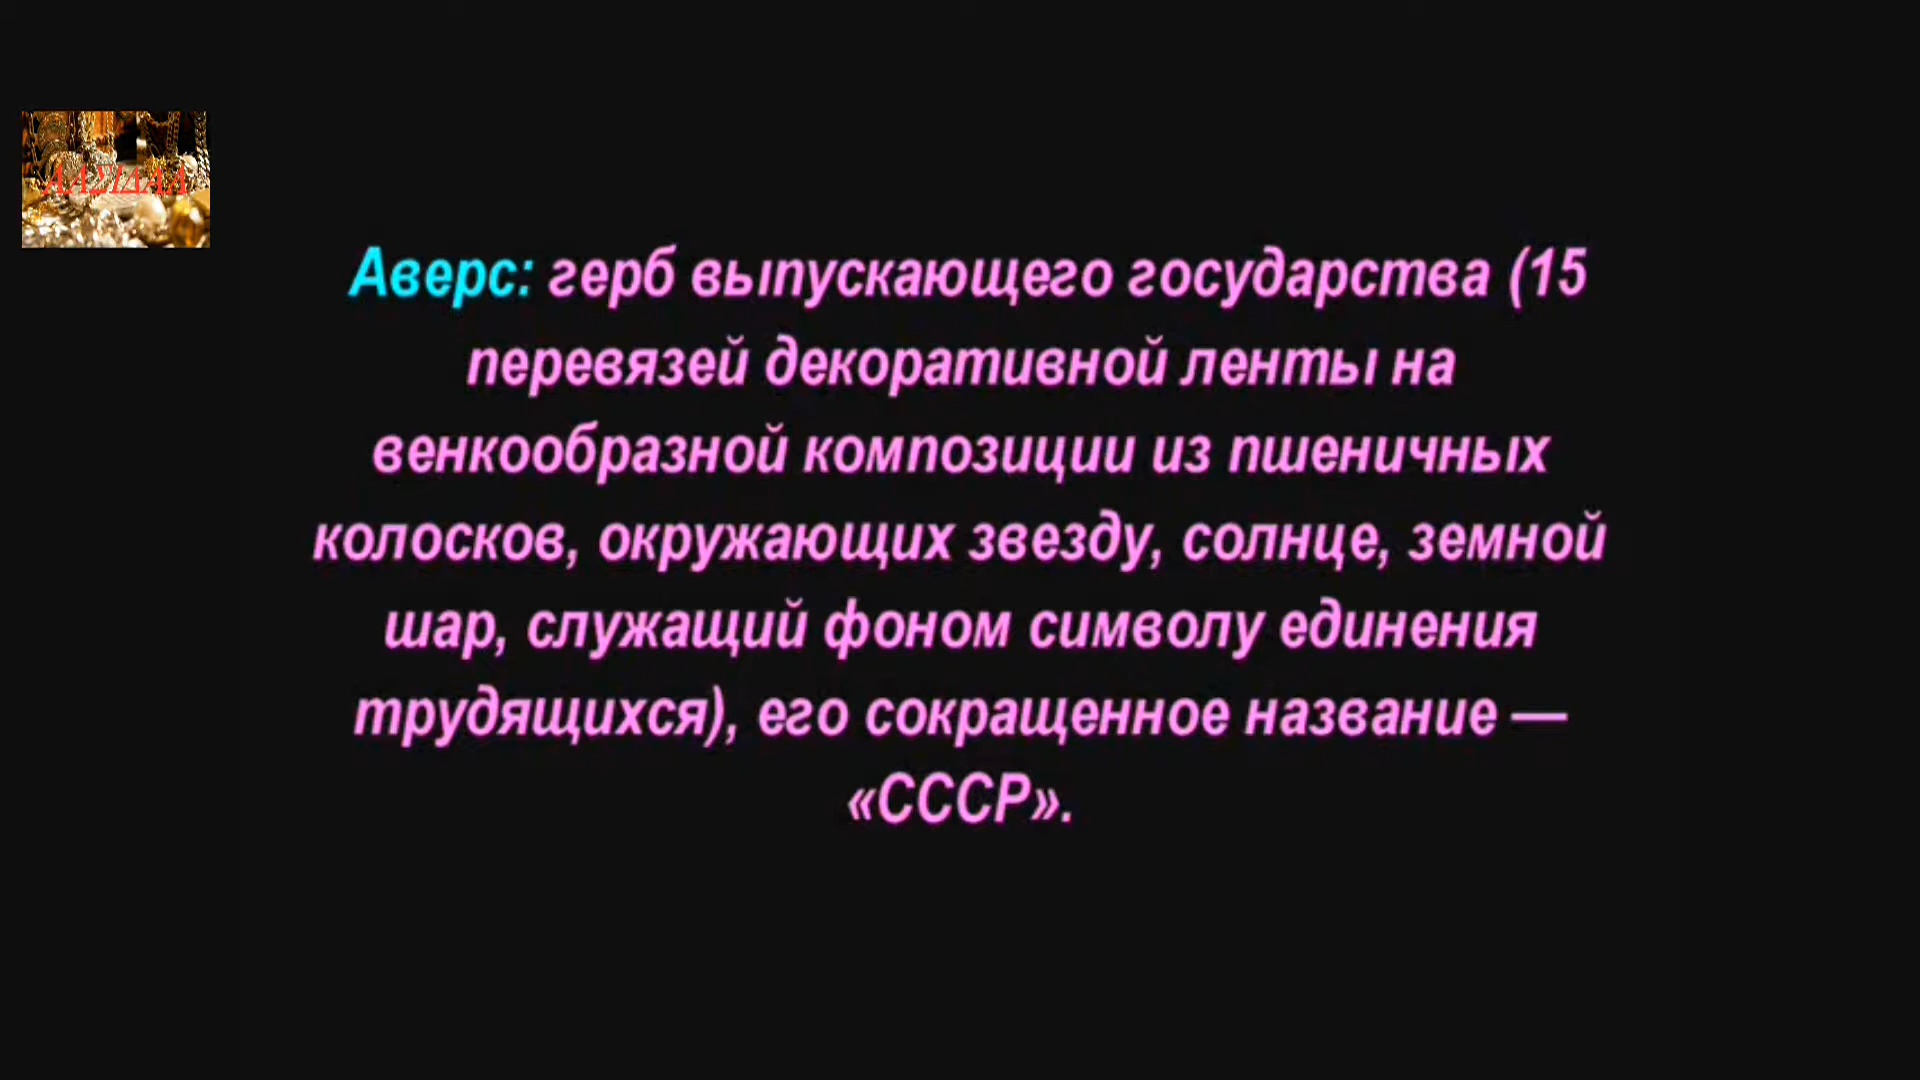 Аверс: герб выпускающего государства (15
перевязей декоративной ленты на
венкообразной композиции из пшеничных
колосков, окружающих звезду, солнце, земной
шар, служащий фоном символу единения
трудящихся), его сокращенное название —
«СССР».